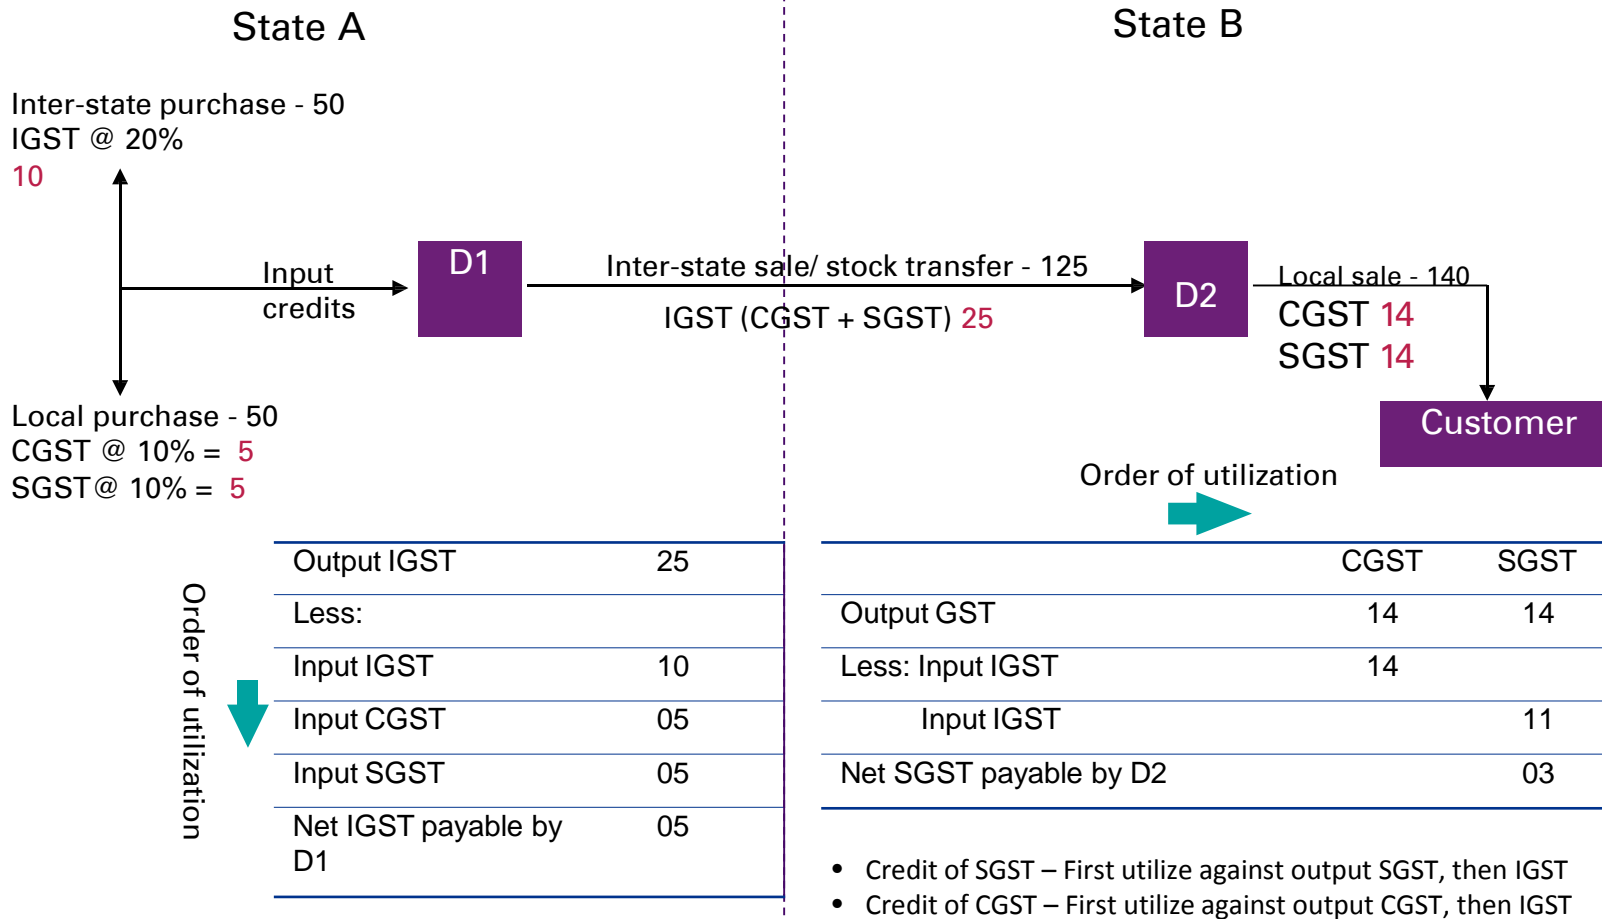 State A
State B
Inter-state purchase - 50
IGST @ 20%
10
Input
credits
D1
Inter-state sale/ stock transfer - 125
IGST (CGST + SGST) 25
D2
Local sale - 140
CGST 14
SGST 14
Customer
Local purchase - 50
CGST @ 10% = 5
SGST@ 10% = 5
Order of utilization
Order of utilization
Output IGST 25
Less:
Input IGST 10
Input CGST 05
Input SGST 05
Net IGST payable by 05
D1
CGST SGST
Output GST 14 14
Less: Input IGST 14
Input IGST 11
Net SGST payable by D2 03
• Credit of SGST – First utilize against output SGST, then IGST
• Credit of CGST – First utilize against output CGST, then IGST